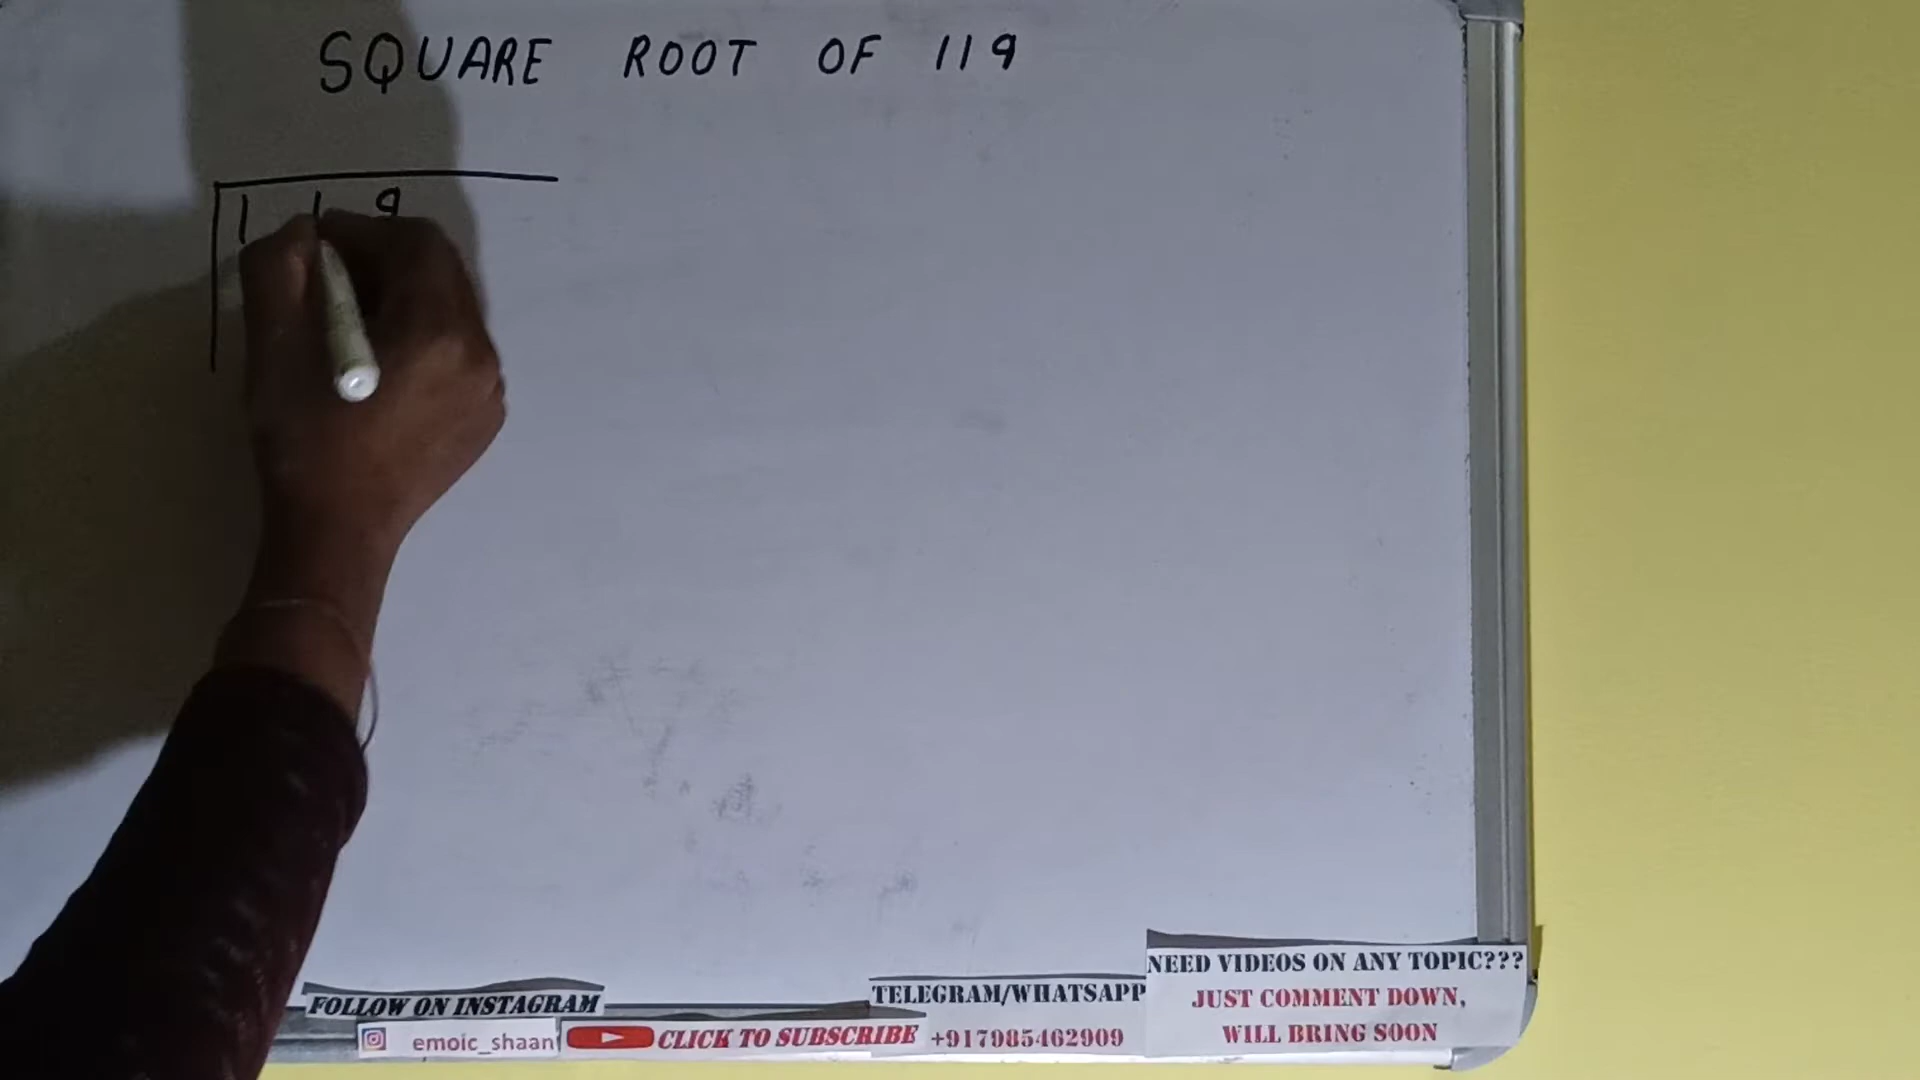 SQUARE ROOT OF 119
1 1 9
FOLLOW ON INSTAGRAM
emoic_shaan
CLICK TO SUBSCRIBE
TELEGRAM/WHATSAPP
+917985462909
NEED VIDEOS ON ANY TOPIC???
JUST COMMENT DOWN,
WILL BRING SOON